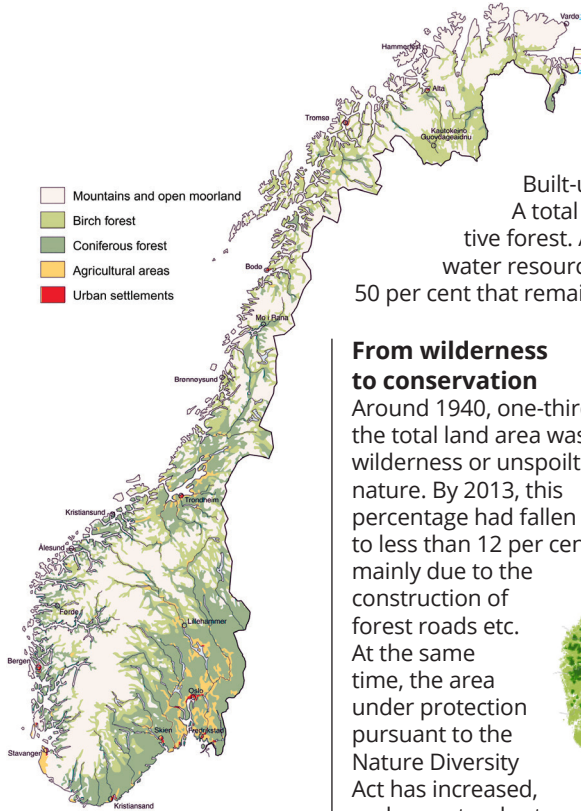 Vardø
Hammerfest
Alta
Tromsø
Kautokeino
Guovdageaidnu
Mountains and open moorland
Birch forest
Coniferous forest
Agricultural areas
Urban settlements
Bodø
Mo i Rana
Brønnøysund
Trondheim
Kristiansund
Ålesund
Førde
Lillehammer
Bergen
Oslo
Skien
Fredrikstad
Stavanger
Kristiansand
Built-u
A total
tive forest. A
water resourc
50 per cent that remai
From wilderness
to conservation
Around 1940, one-third
the total land area was
wilderness or unspoilt
nature. By 2013, this
percentage had fallen
to less than 12 per cen
mainly due to the
construction of
forest roads etc.
At the same
time, the area
under protection
pursuant to the
Nature Diversity
Act has increased,